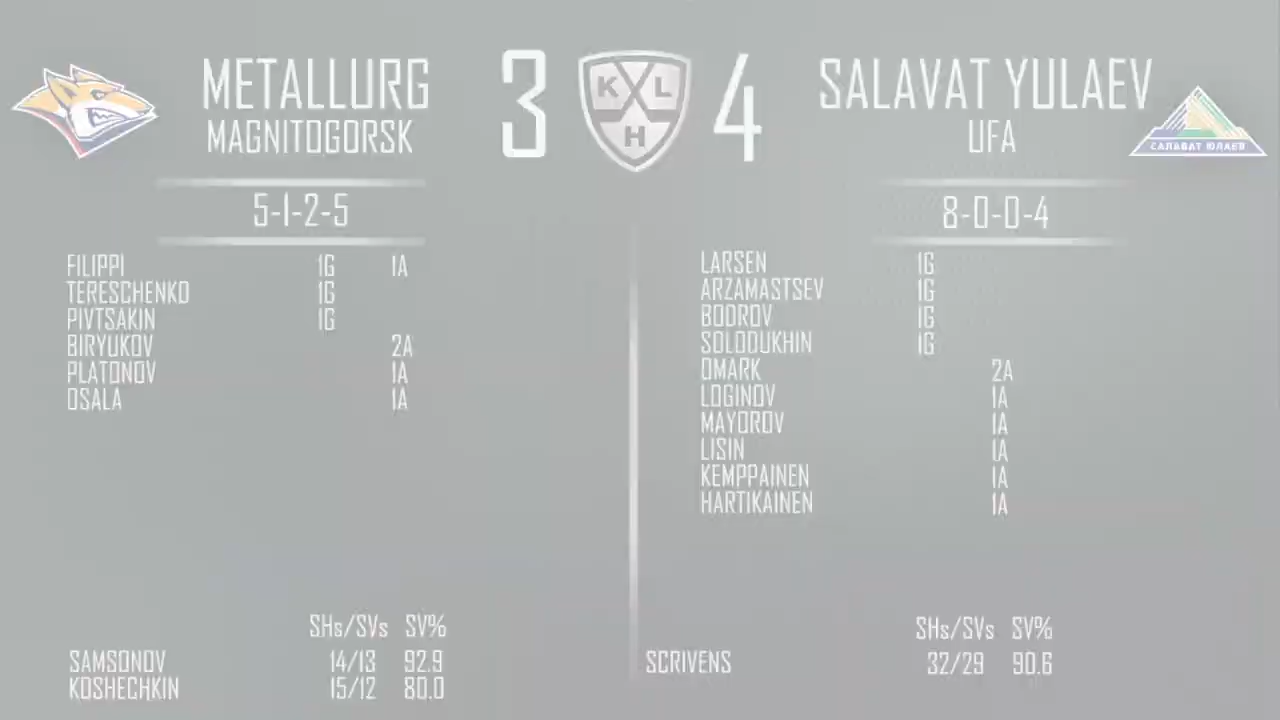 METALLURG
MAGNITOGORSK
3
K L H
4
SALAVAT YULAEV
UFA
САЛАВАТ ЮЛАЕВ
5-1-2-5
FILIPPI 1G 1A
TERESCHENKO 1G
PIVTSAKIN 1G
BIRYUKOV 2A
PLATONOV 1A
OSALA 1A
SHs/SVs SV%
SAMSONOV 14/13 92.9
KOSHECHKIN 15/12 80.0
8-0-0-4
LARSEN 1G
ARZAMASTSEV 1G
BODROV 1G
SOLODUKHIN 1G
OMARK 2A
LOGINOV 1A
MAYOROV 1A
LISIN 1A
KEMPPAINEN 1A
HARTIKAINEN 1A
SHs/SVs SV%
SCRIVENS 32/29 90.6